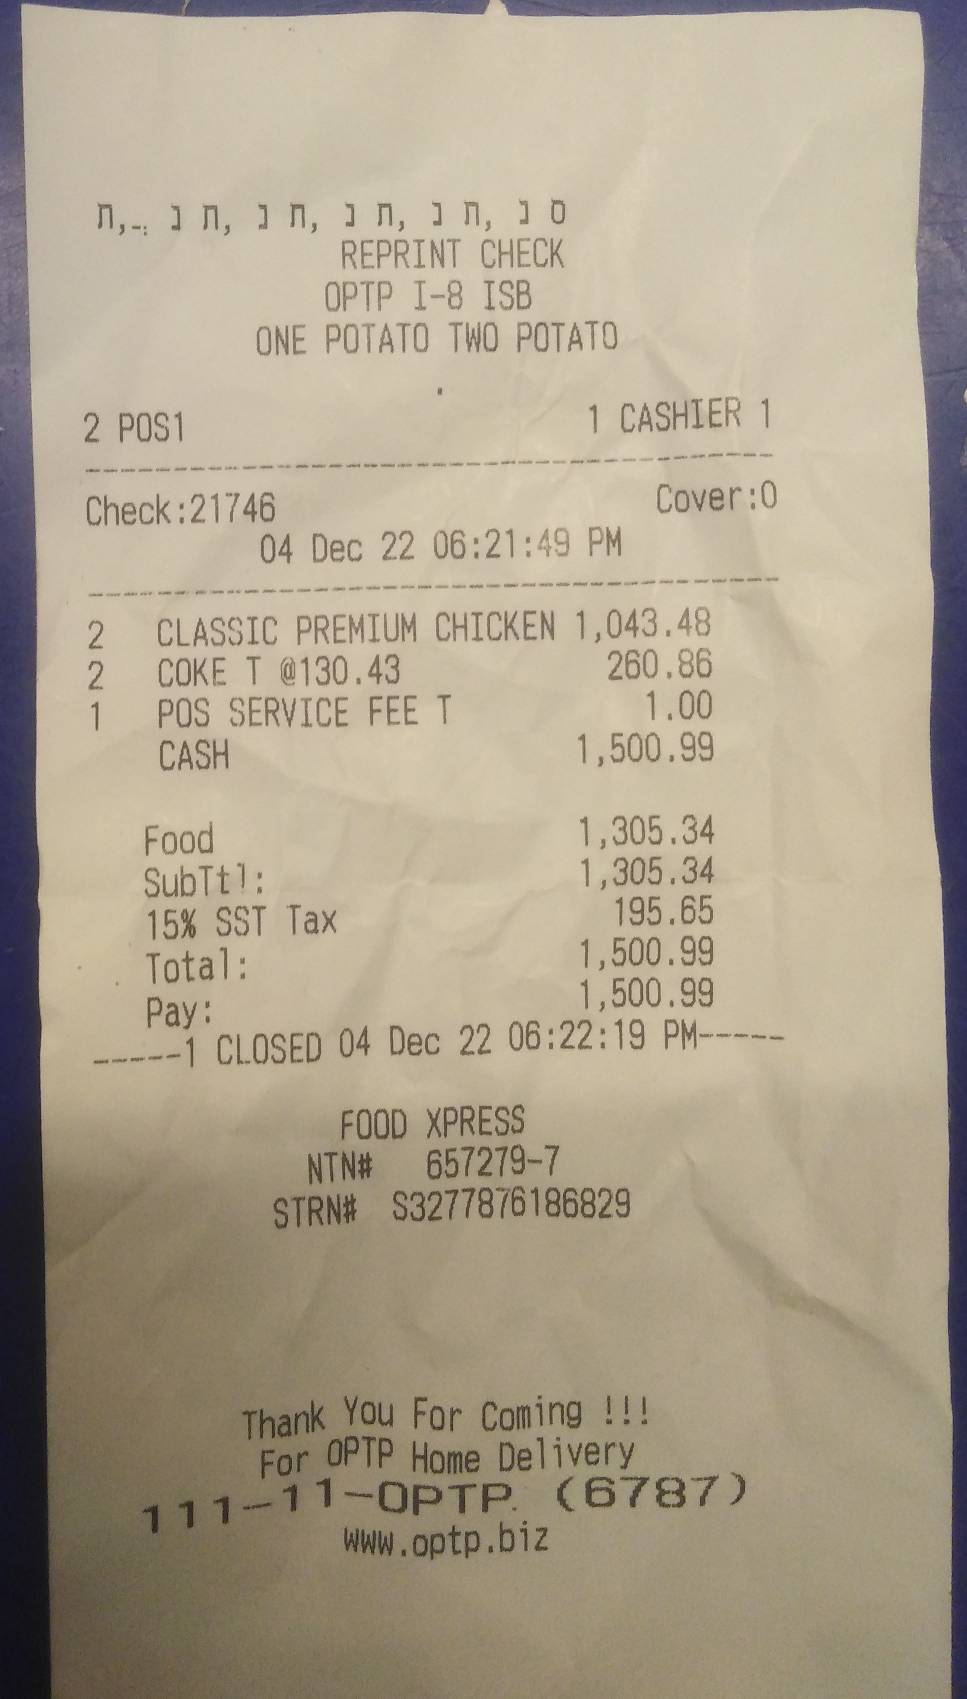 ת,-: נ ת, נ ת, נ ת, נ ת, נ ס
REPRINT CHECK
OPTP I-8 ISB
ONE POTATO TWO POTATO
2 POS1 1 CASHIER 1
Check:21746 Cover:0
04 Dec 22 06:21:49 PM
2 CLASSIC PREMIUM CHICKEN 1,043.48
2 COKE T @130.43 260.86
1 POS SERVICE FEE T 1.00
CASH 1,500.99
Food 1,305.34
SubTtl: 1,305.34
15% SST Tax 195.65
Total: 1,500.99
Pay: 1,500.99
-----1 CLOSED 04 Dec 22 06:22:19 PM-----
FOOD XPRESS
NTN# 657279-7
STRN# S3277876186829
Thank You For Coming !!!
For OPTP Home Delivery
111-11-OPTP. (6787)
www.optp.biz